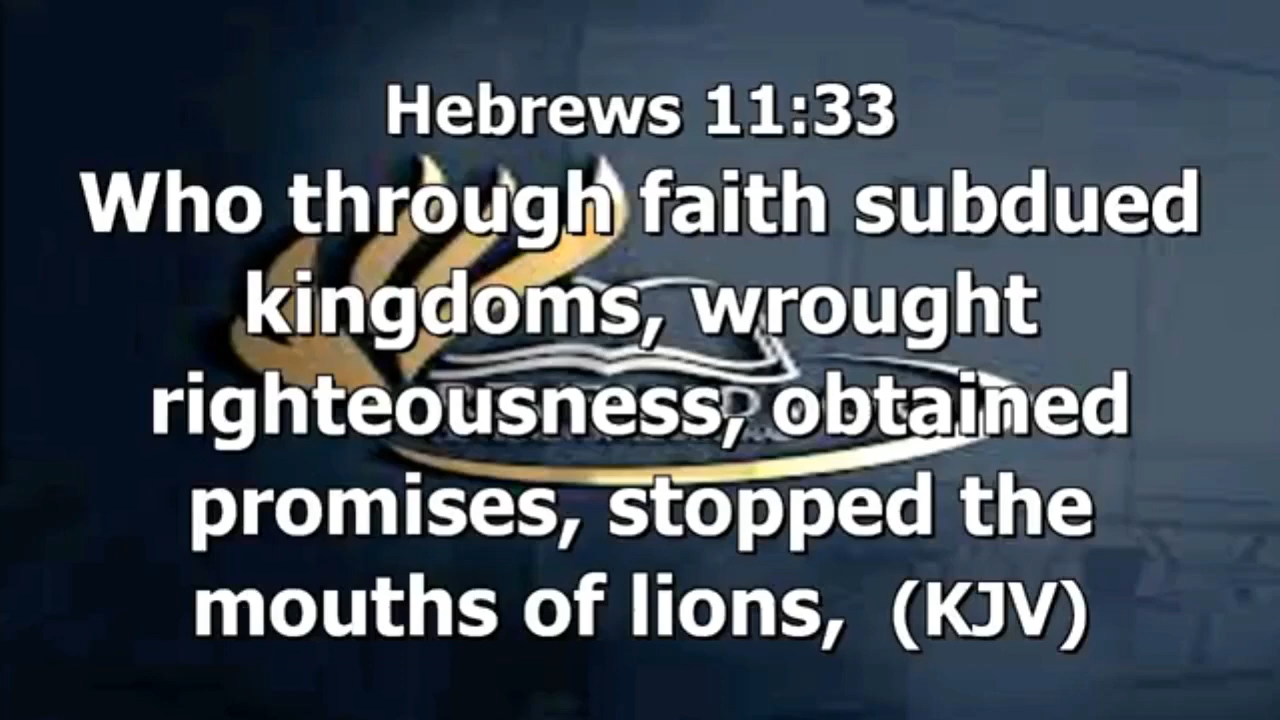 Hebrews 11:33
Who through faith subdued
kingdoms, wrought
righteousness, obtained
promises, stopped the
mouths of lions, (KJV)